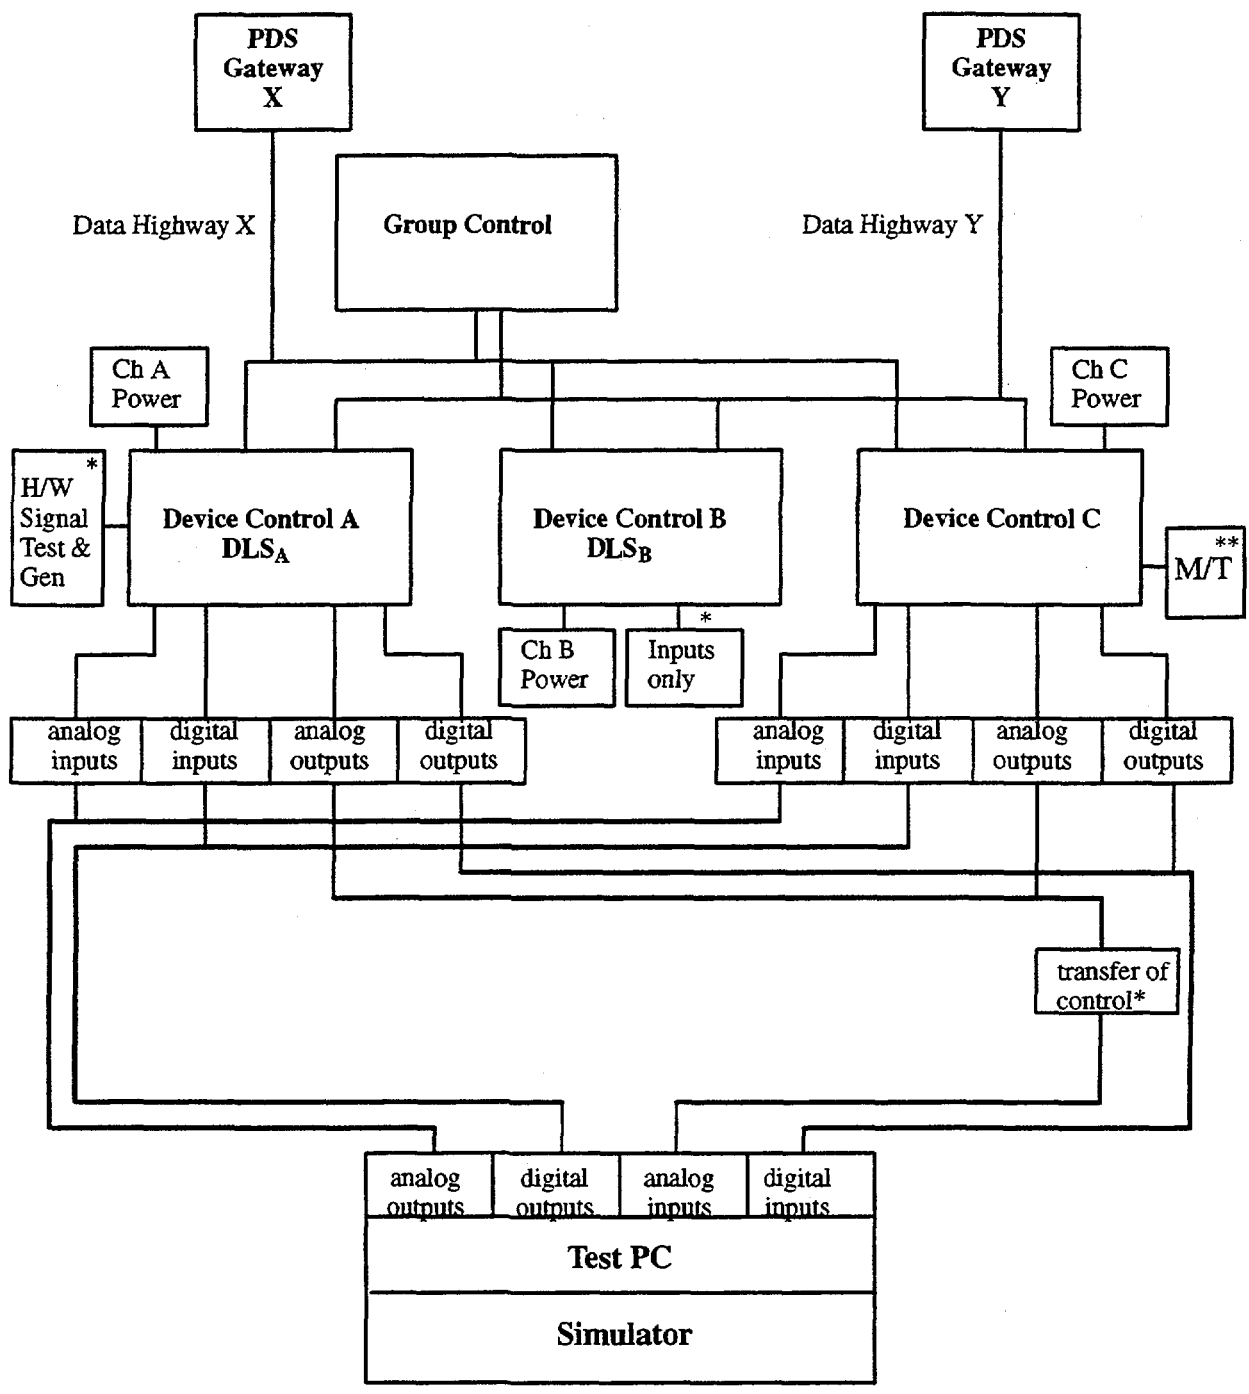 PDS
Gateway
X
PDS
Gateway
Y
Data Highway X
Group Control
Data Highway Y
Ch A
Power
Ch C
Power
*
H/W
Signal
Test &
Gen
Device Control A
DLSA
Device Control B
DLSB
Device Control C
**
M/T
Ch B
Power
*
Inputs
only
analog
inputs
digital
inputs
analog
outputs
digital
outputs
analog
inputs
digital
inputs
analog
outputs
digital
outputs
transfer of
control*
analog
outputs
digital
outputs
analog
inputs
digital
inputs
Test PC
Simulator